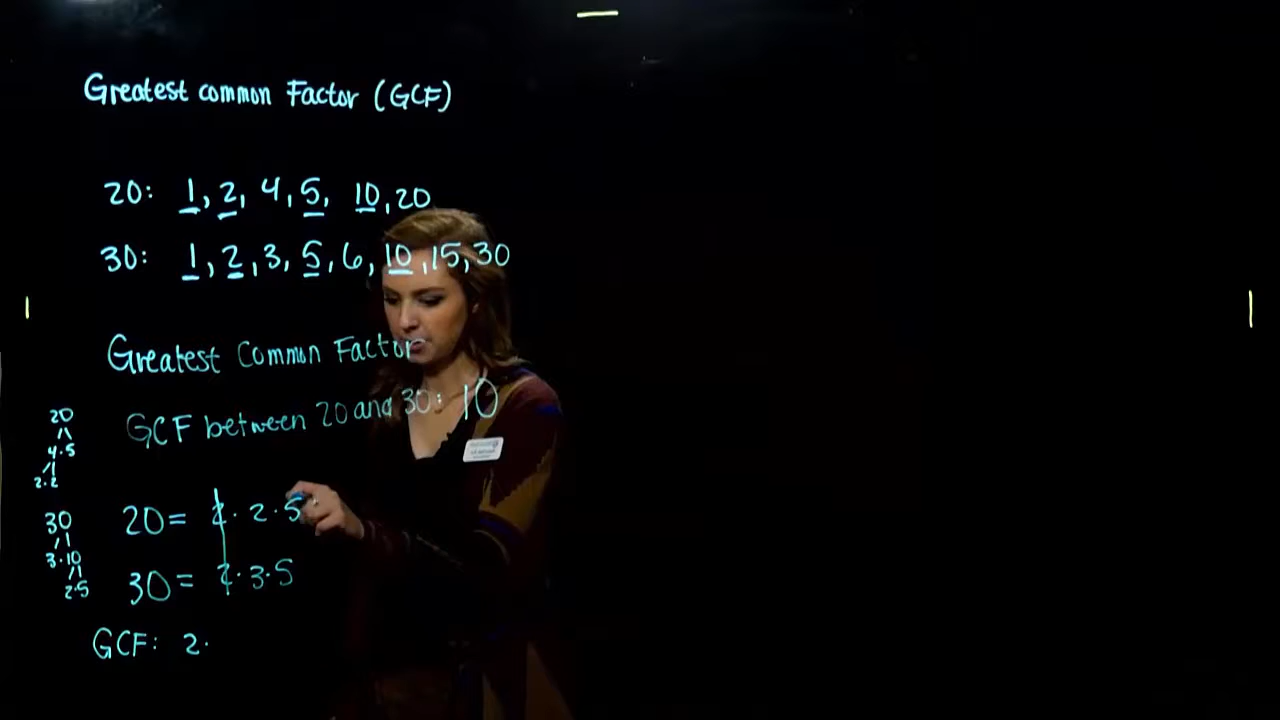 Greatest common Factor (GCF)
20: 1, 2, 4, 5, 10, 20
30: 1, 2, 3, 5, 6, 10, 15, 30
Greatest Common Factor
GCF between 20 and 30: 10
20
4·5
2·2
20 = 2 · 2 · 5
30
3·10
2·5
30 = 2 · 3 · 5
GCF: 2 ·